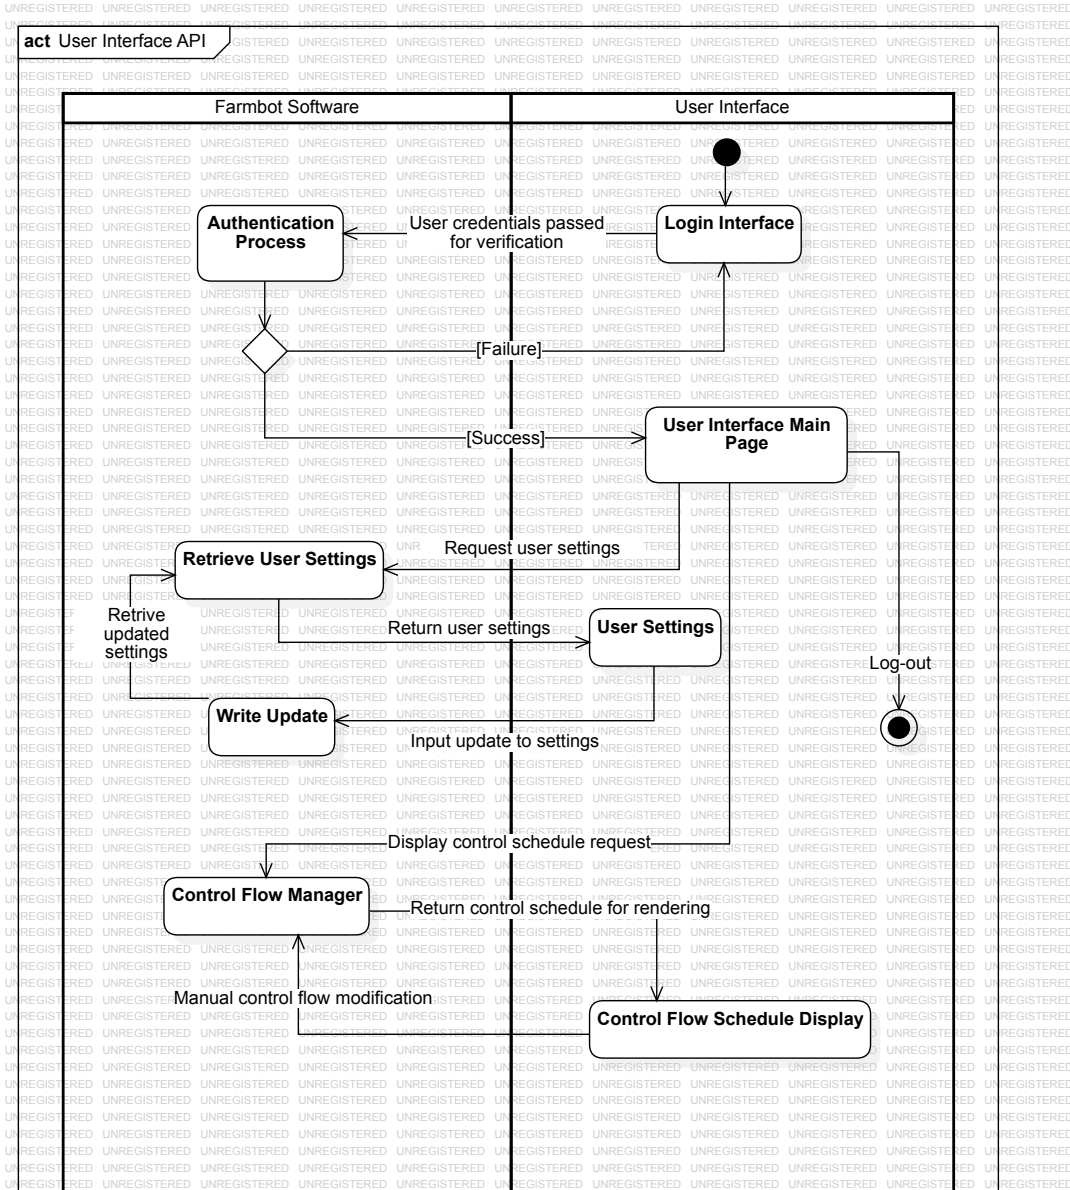 act User Interface API
Farmbot Software
User Interface
Authentication
Process
User credentials passed
for verification
Login Interface
[Failure]
[Success]
User Interface Main
Page
Request user settings
Retrieve User Settings
Retrive
updated
settings
Return user settings
User Settings
Log-out
Write Update
Input update to settings
Display control schedule request
Control Flow Manager
Return control schedule for rendering
Manual control flow modification
Control Flow Schedule Display
UNREGISTERED